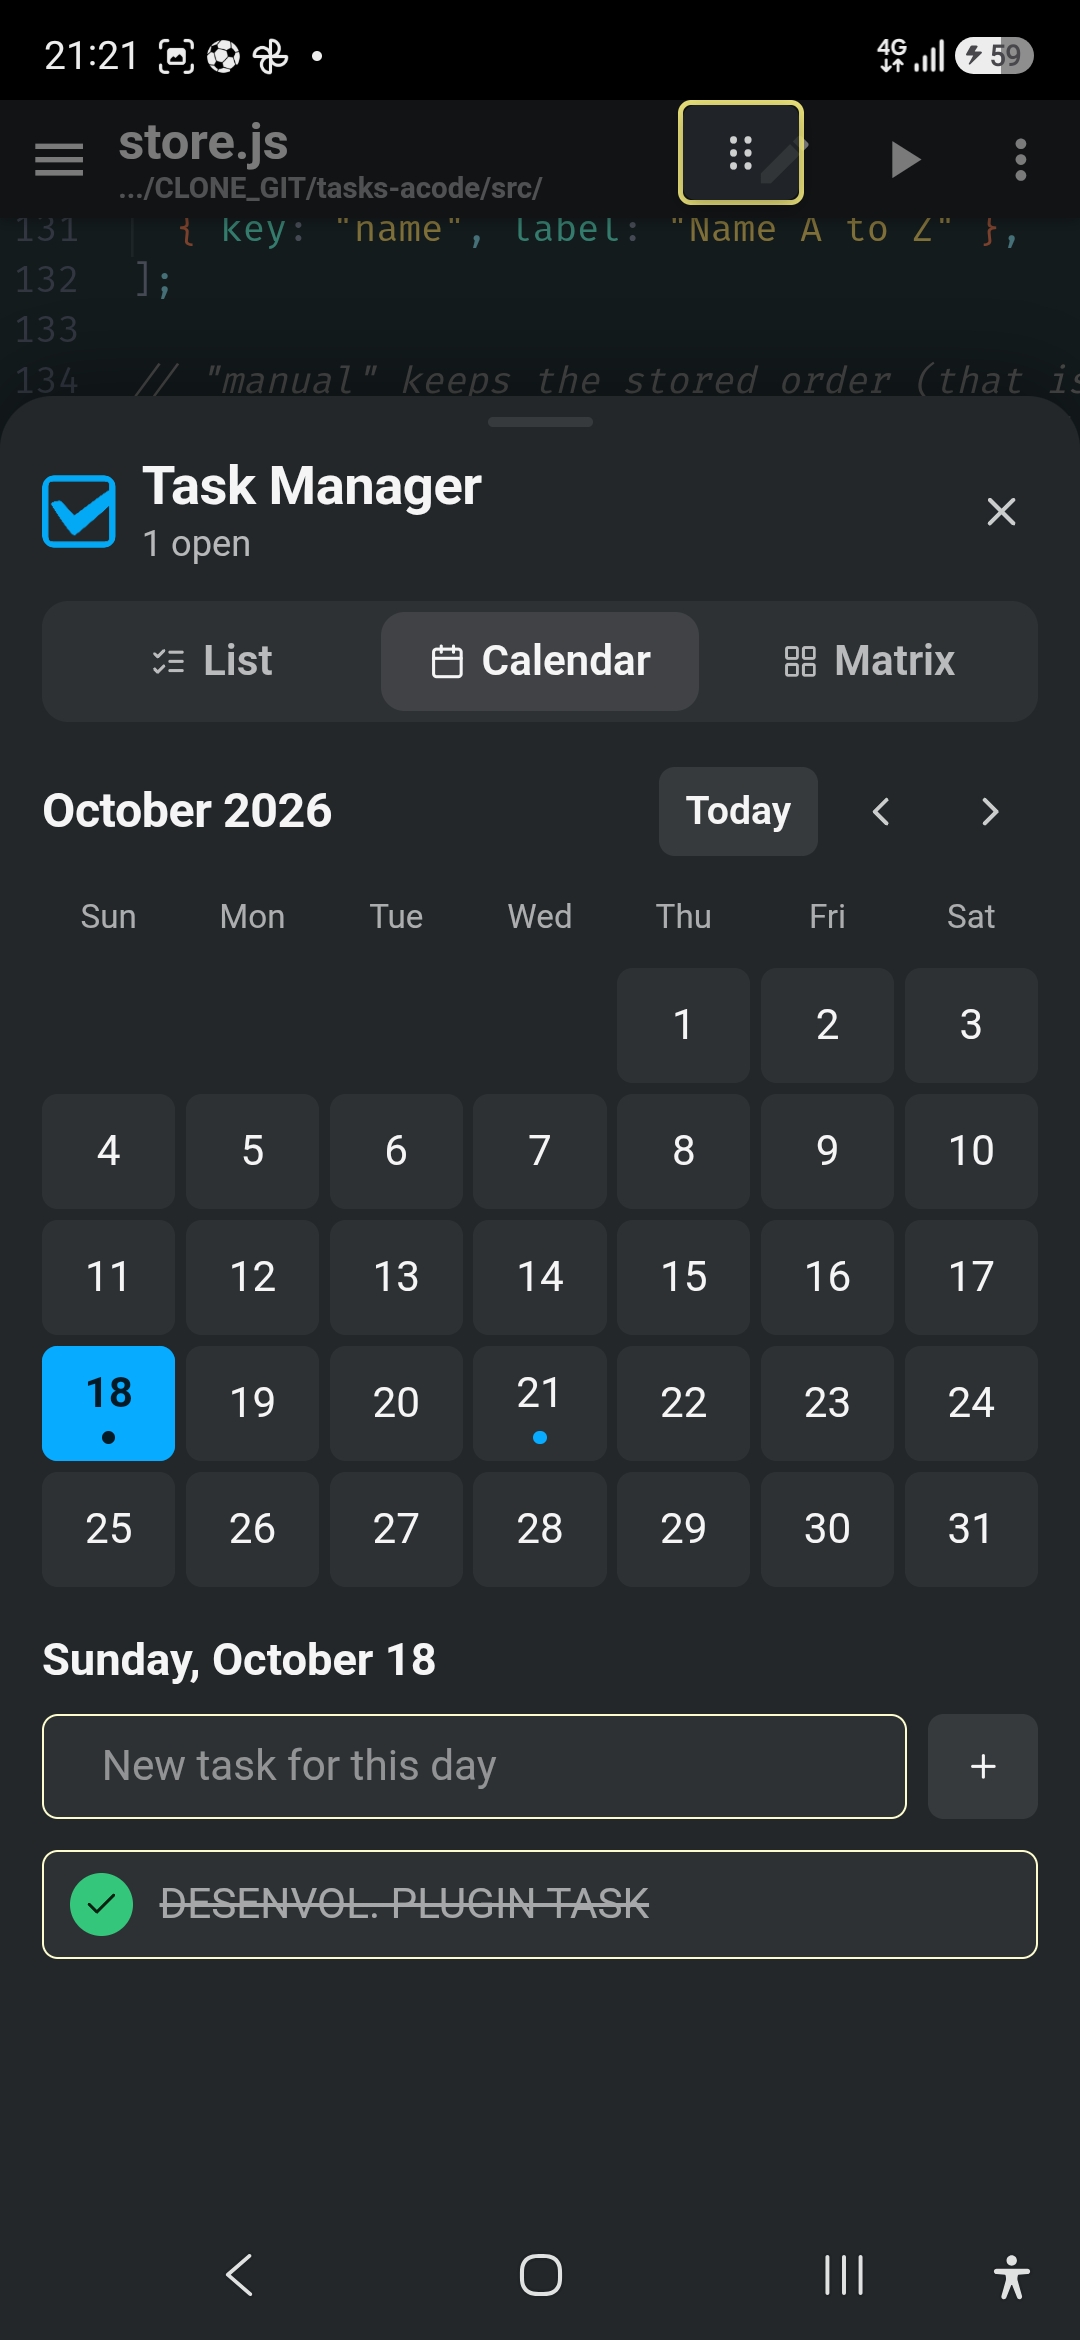 21:21
4G
59
store.js
.../CLONE_GIT/tasks-acode/src/
131 { key: "name", label: "Name A to Z" },
132 ];
133
134 // "manual" keeps the stored order (that is
Task Manager
1 open
List Calendar Matrix
October 2026
Today
Sun Mon Tue Wed Thu Fri Sat
1 2 3
4 5 6 7 8 9 10
11 12 13 14 15 16 17
18 19 20 21 22 23 24
25 26 27 28 29 30 31
Sunday, October 18
New task for this day
+
DESENVOL. PLUGIN TASK